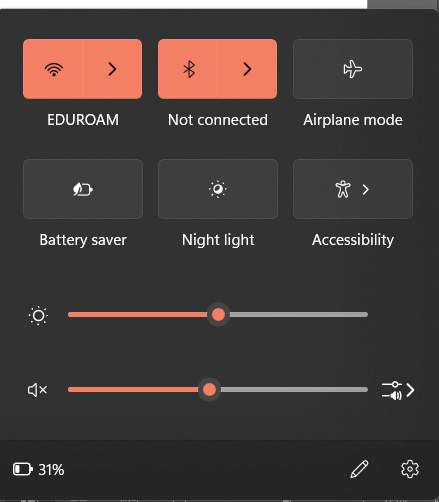 EDUROAM
Not connected
Airplane mode
Battery saver
Night light
Accessibility
31%